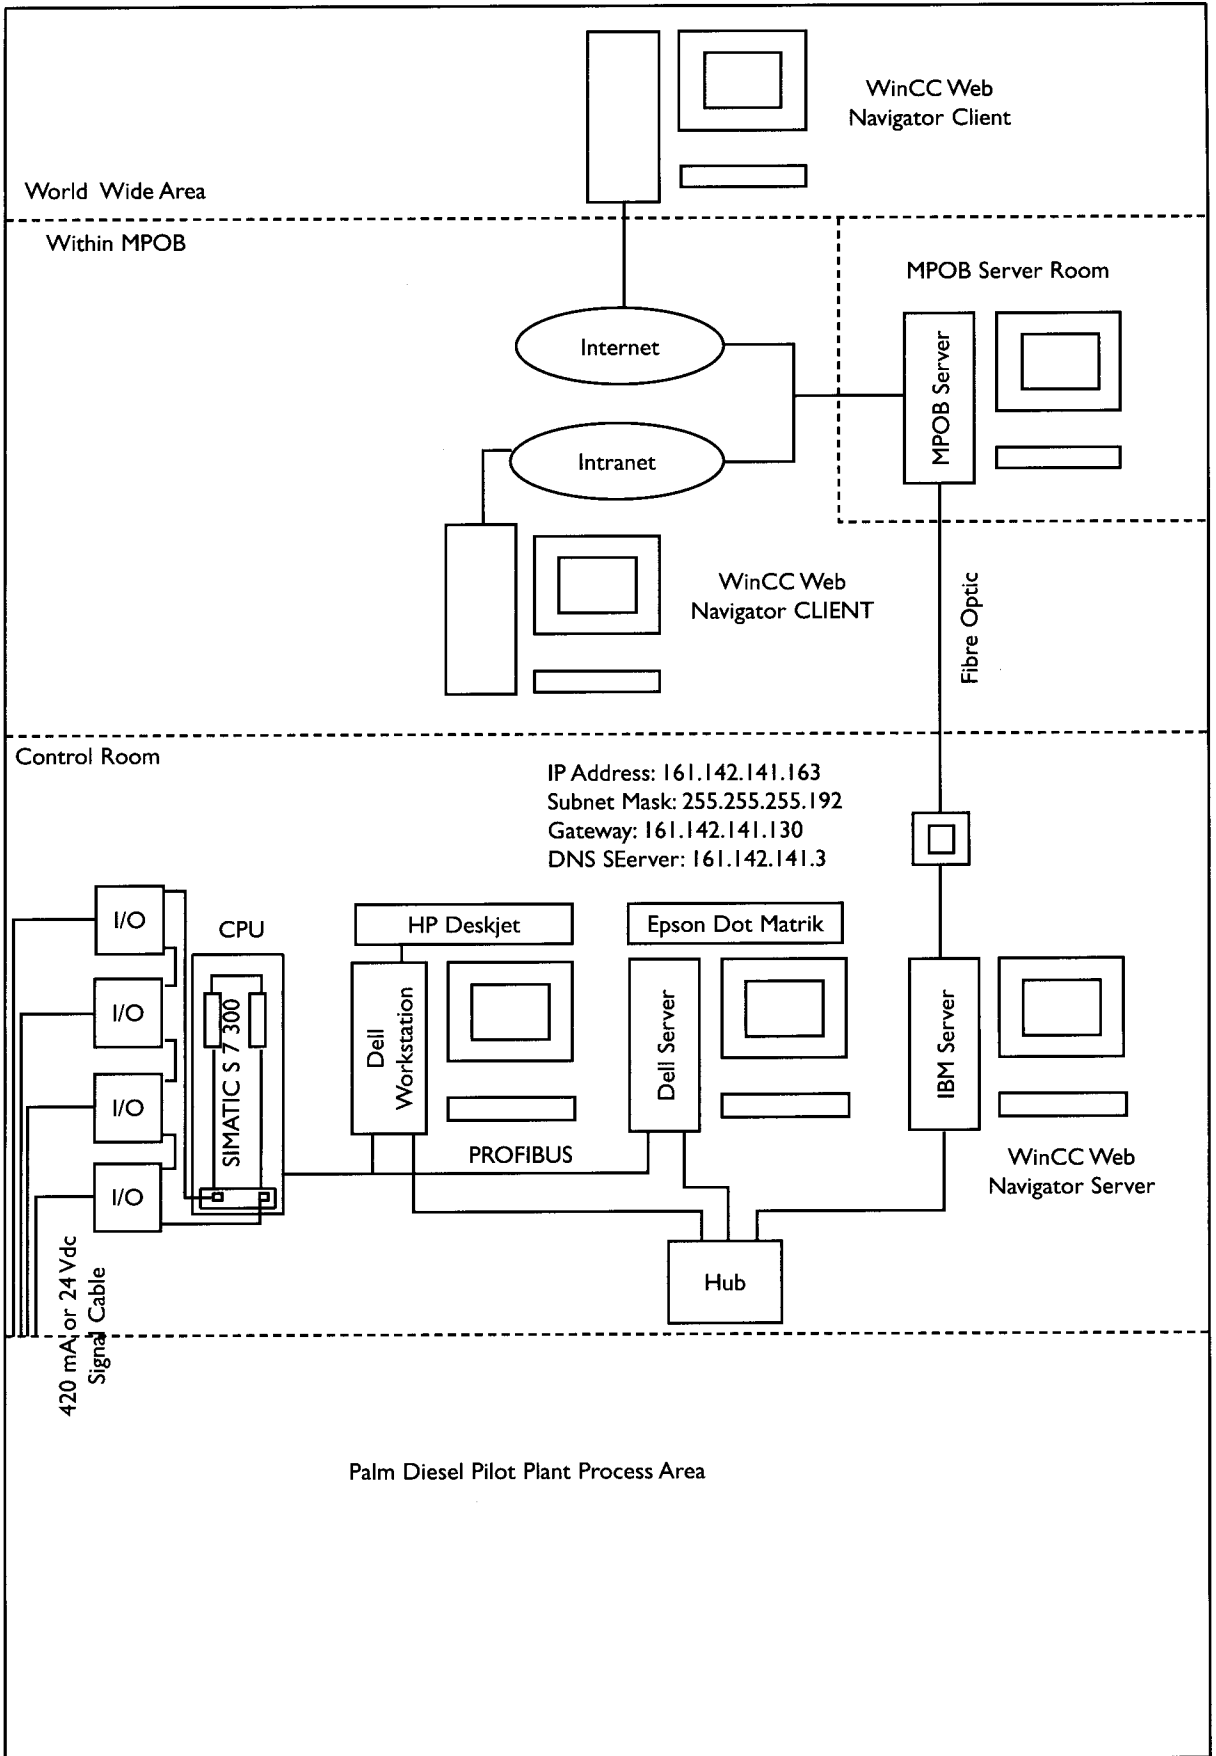 WinCC Web
Navigator Client
World Wide Area
Within MPOB
MPOB Server Room
Internet
MPOB Server
Intranet
WinCC Web
Navigator CLIENT
Fibre Optic
Control Room
IP Address: 161.142.141.163
Subnet Mask: 255.255.255.192
Gateway: 161.142.141.130
DNS SEerver: 161.142.141.3
I/O
CPU
HP Deskjet
Epson Dot Matrik
I/O
SIMATIC S 7 300
Dell
Workstation
Dell Server
IBM Server
I/O
PROFIBUS
WinCC Web
Navigator Server
I/O
Hub
420 mA or 24 Vdc
Signal Cable
Palm Diesel Pilot Plant Process Area